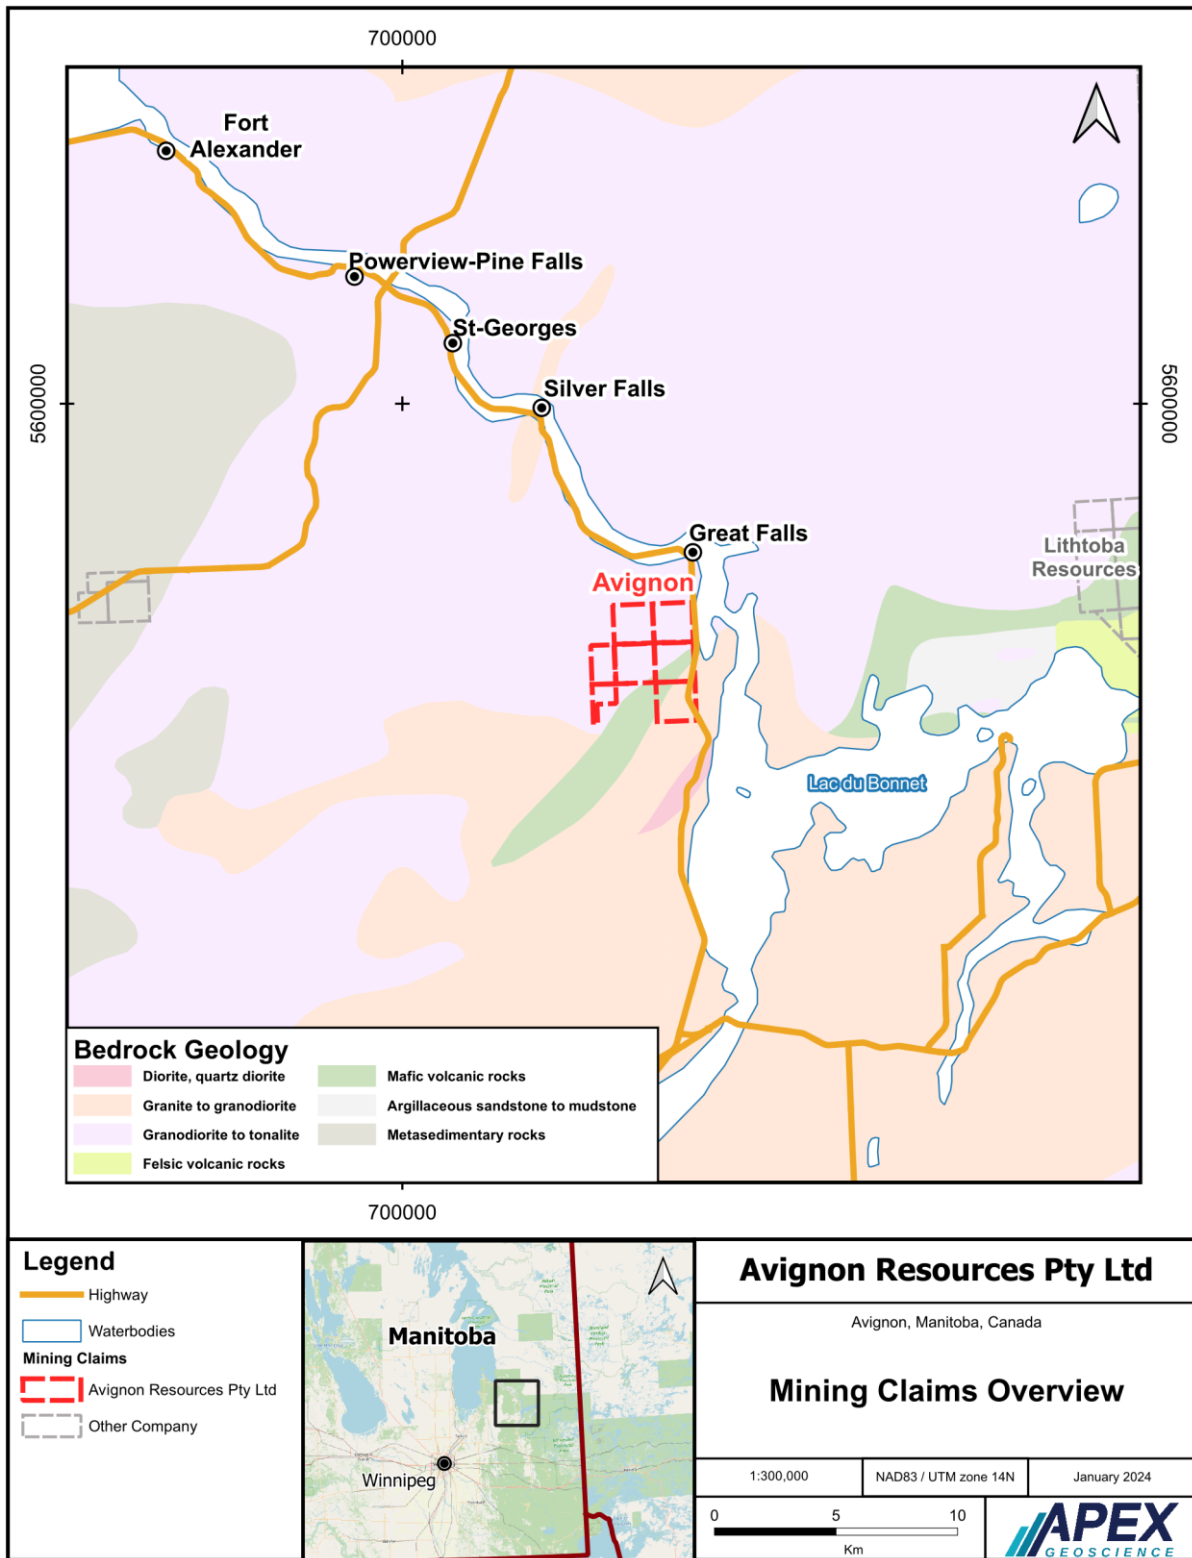 700000
Fort
Alexander
Powerview-Pine Falls
St-Georges
Silver Falls
5600000
5600000
Great Falls
Lithtoba
Resources
Avignon
Lac du Bonnet
Bedrock Geology
Diorite, quartz diorite
Granite to granodiorite
Granodiorite to tonalite
Felsic volcanic rocks
Mafic volcanic rocks
Argillaceous sandstone to mudstone
Metasedimentary rocks
700000
Legend
Highway
Waterbodies
Mining Claims
Avignon Resources Pty Ltd
Other Company
Manitoba
Winnipeg
Avignon Resources Pty Ltd
Avignon, Manitoba, Canada
Mining Claims Overview
1:300,000
NAD83 / UTM zone 14N
January 2024
0 5 10
Km
APEX
GEOSCIENCE